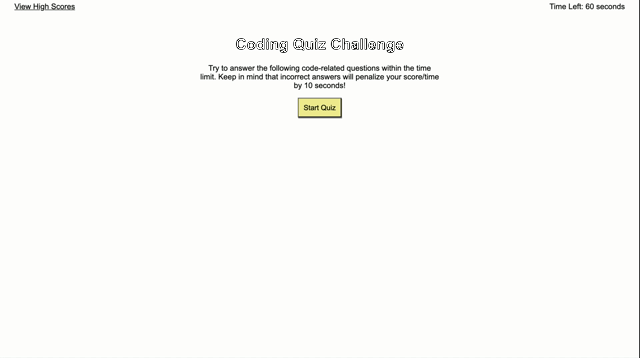 View High Scores
Time Left: 60 seconds
Coding Quiz Challenge
Try to answer the following code-related questions within the time
limit. Keep in mind that incorrect answers will penalize your score/time
by 10 seconds!
Start Quiz